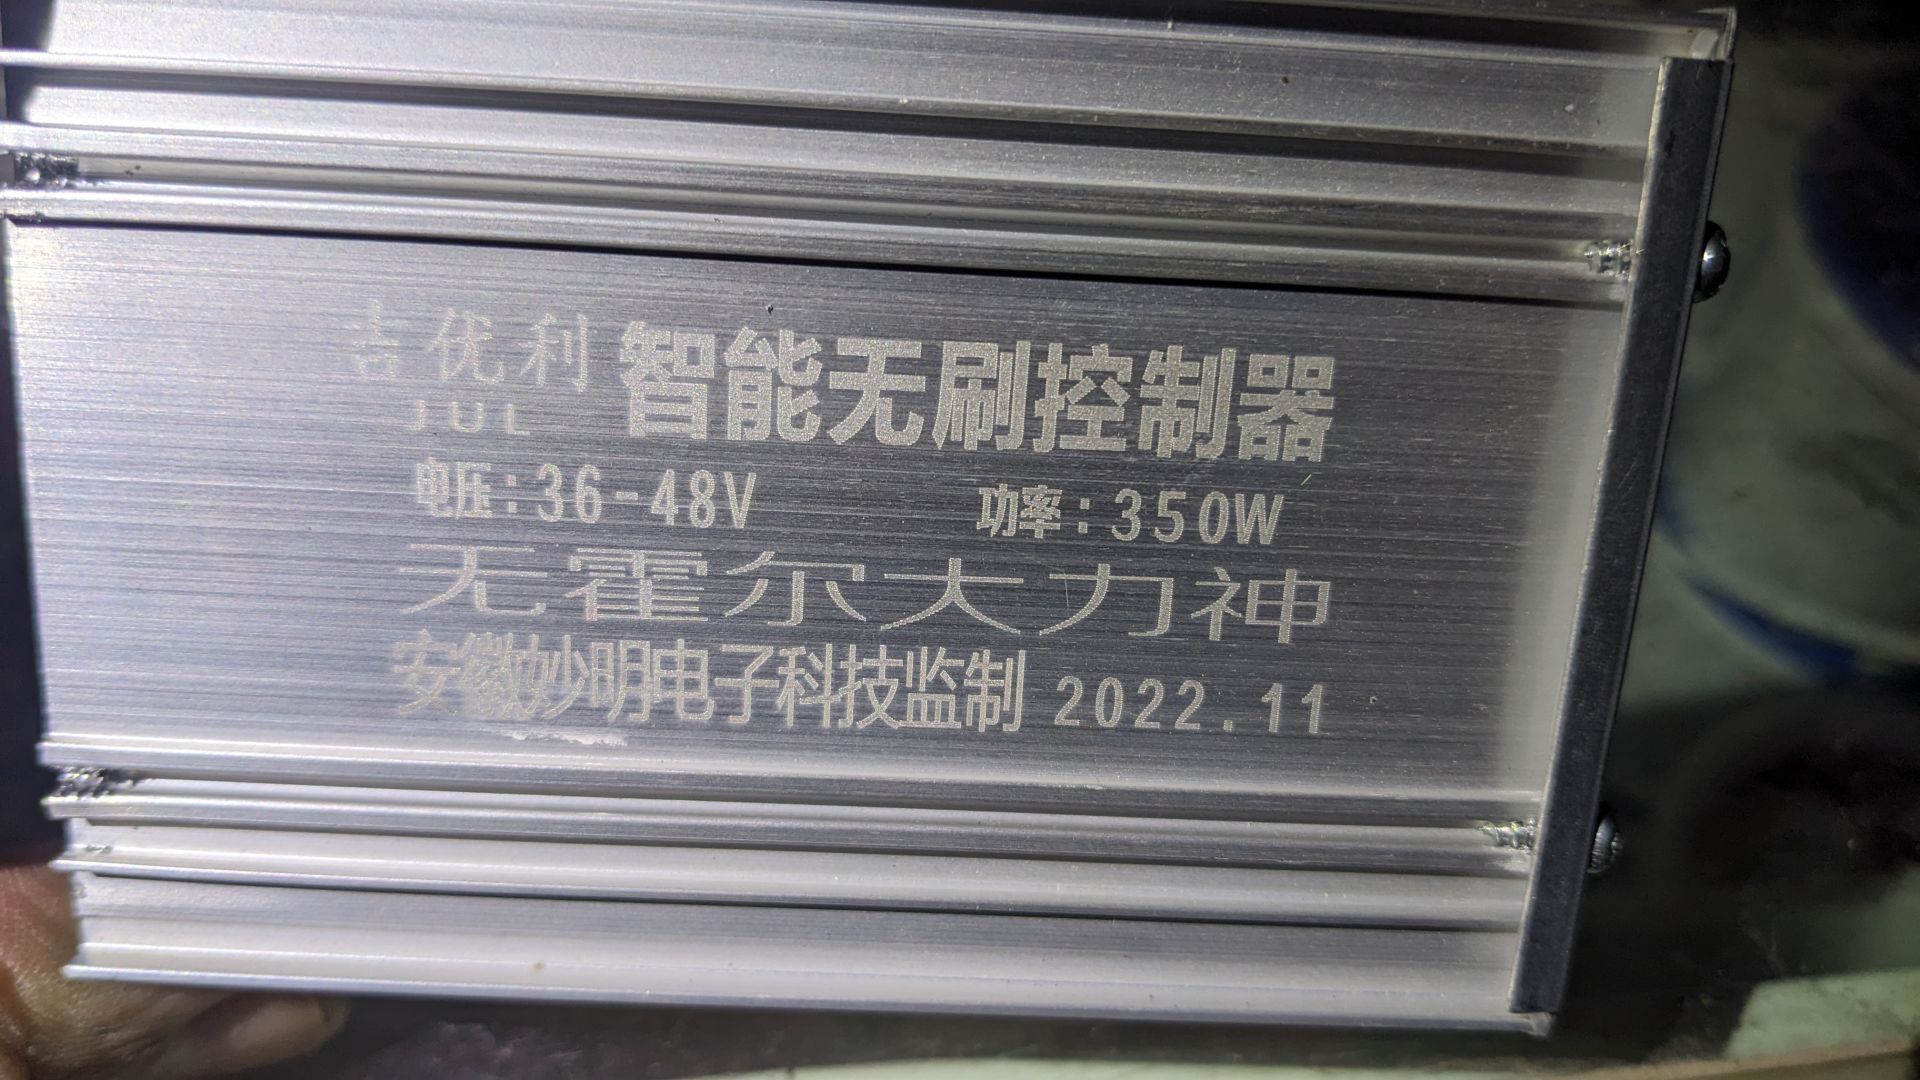 吉优利 智能无刷控制器
JUL
电压:36-48V 功率:350W
无霍尔大力神
安徽妙明电子科技监制 2022.11